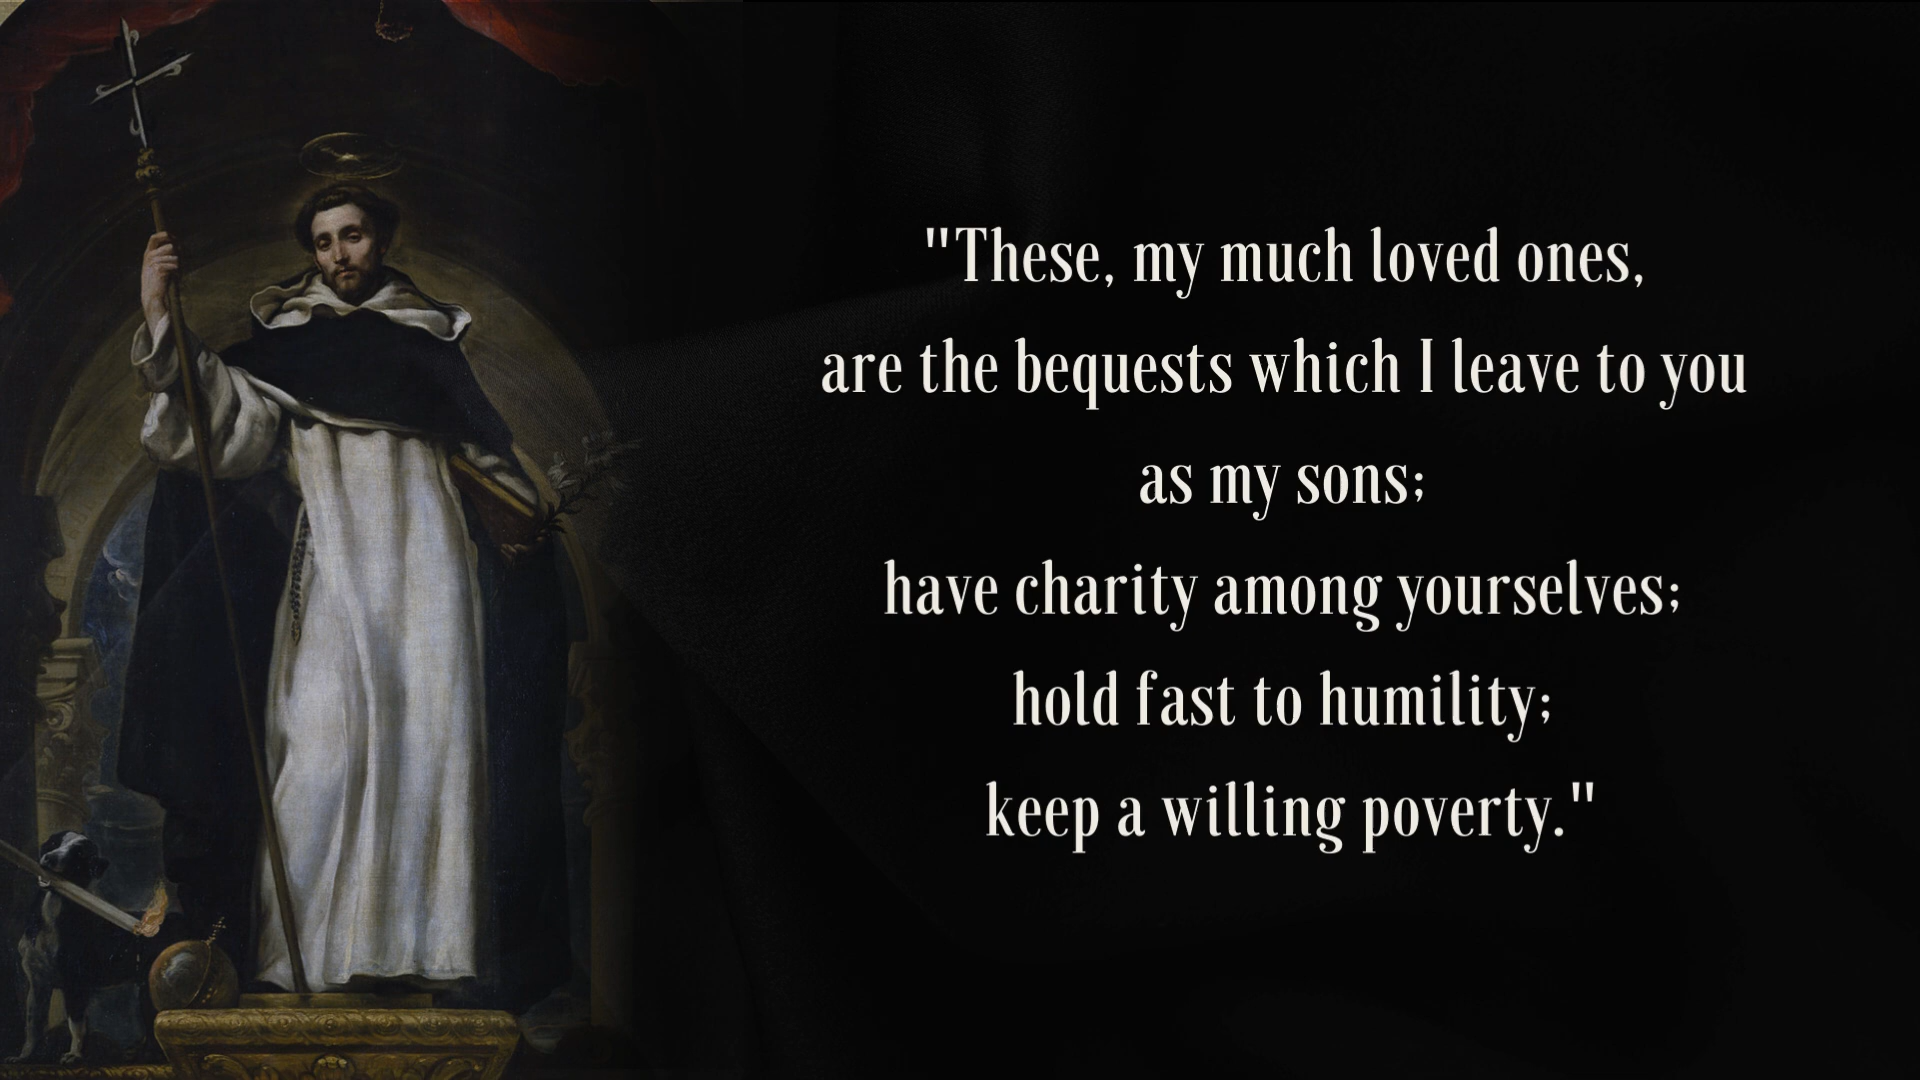 "These, my much loved ones,
are the bequests which I leave to you
as my sons;
have charity among yourselves;
hold fast to humility;
keep a willing poverty."